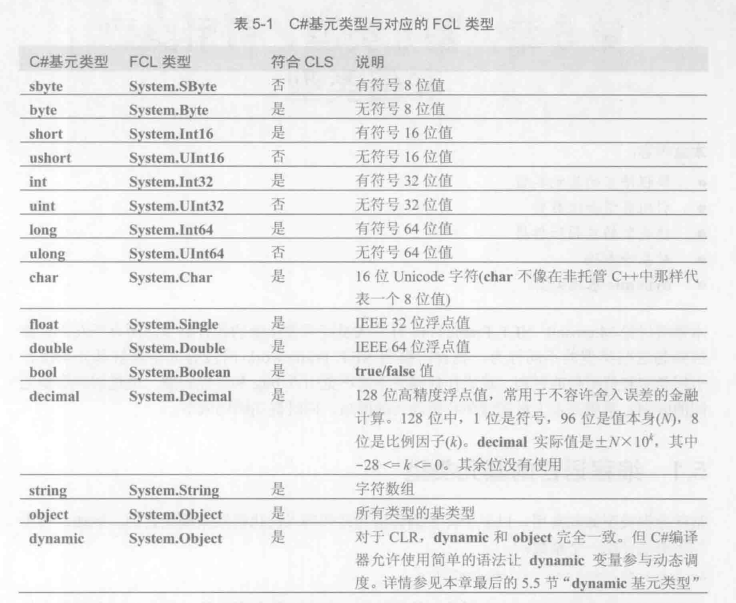 表 5-1 C#基元类型与对应的 FCL 类型
C#基元类型 FCL 类型 符合 CLS 说明
sbyte System.SByte 否 有符号 8 位值
byte System.Byte 是 无符号 8 位值
short System.Int16 是 有符号 16 位值
ushort System.UInt16 否 无符号 16 位值
int System.Int32 是 有符号 32 位值
uint System.UInt32 否 无符号 32 位值
long System.Int64 是 有符号 64 位值
ulong System.UInt64 否 无符号 64 位值
char System.Char 是 16 位 Unicode 字符(char 不像在非托管 C++中那样代
表一个 8 位值)
float System.Single 是 IEEE 32 位浮点值
double System.Double 是 IEEE 64 位浮点值
bool System.Boolean 是 true/false 值
decimal System.Decimal 是 128 位高精度浮点值，常用于不容许舍入误差的金融
计算。128 位中，1 位是符号，96 位是值本身(N)，8
位是比例因子(k)。decimal 实际值是±N×10ᵏ，其中
-28 <= k <= 0。其余位没有使用
string System.String 是 字符数组
object System.Object 是 所有类型的基类型
dynamic System.Object 是 对于 CLR，dynamic 和 object 完全一致。但 C#编译
器允许使用简单的语法让 dynamic 变量参与动态调
度。详情参见本章最后的 5.5 节“dynamic 基元类型”